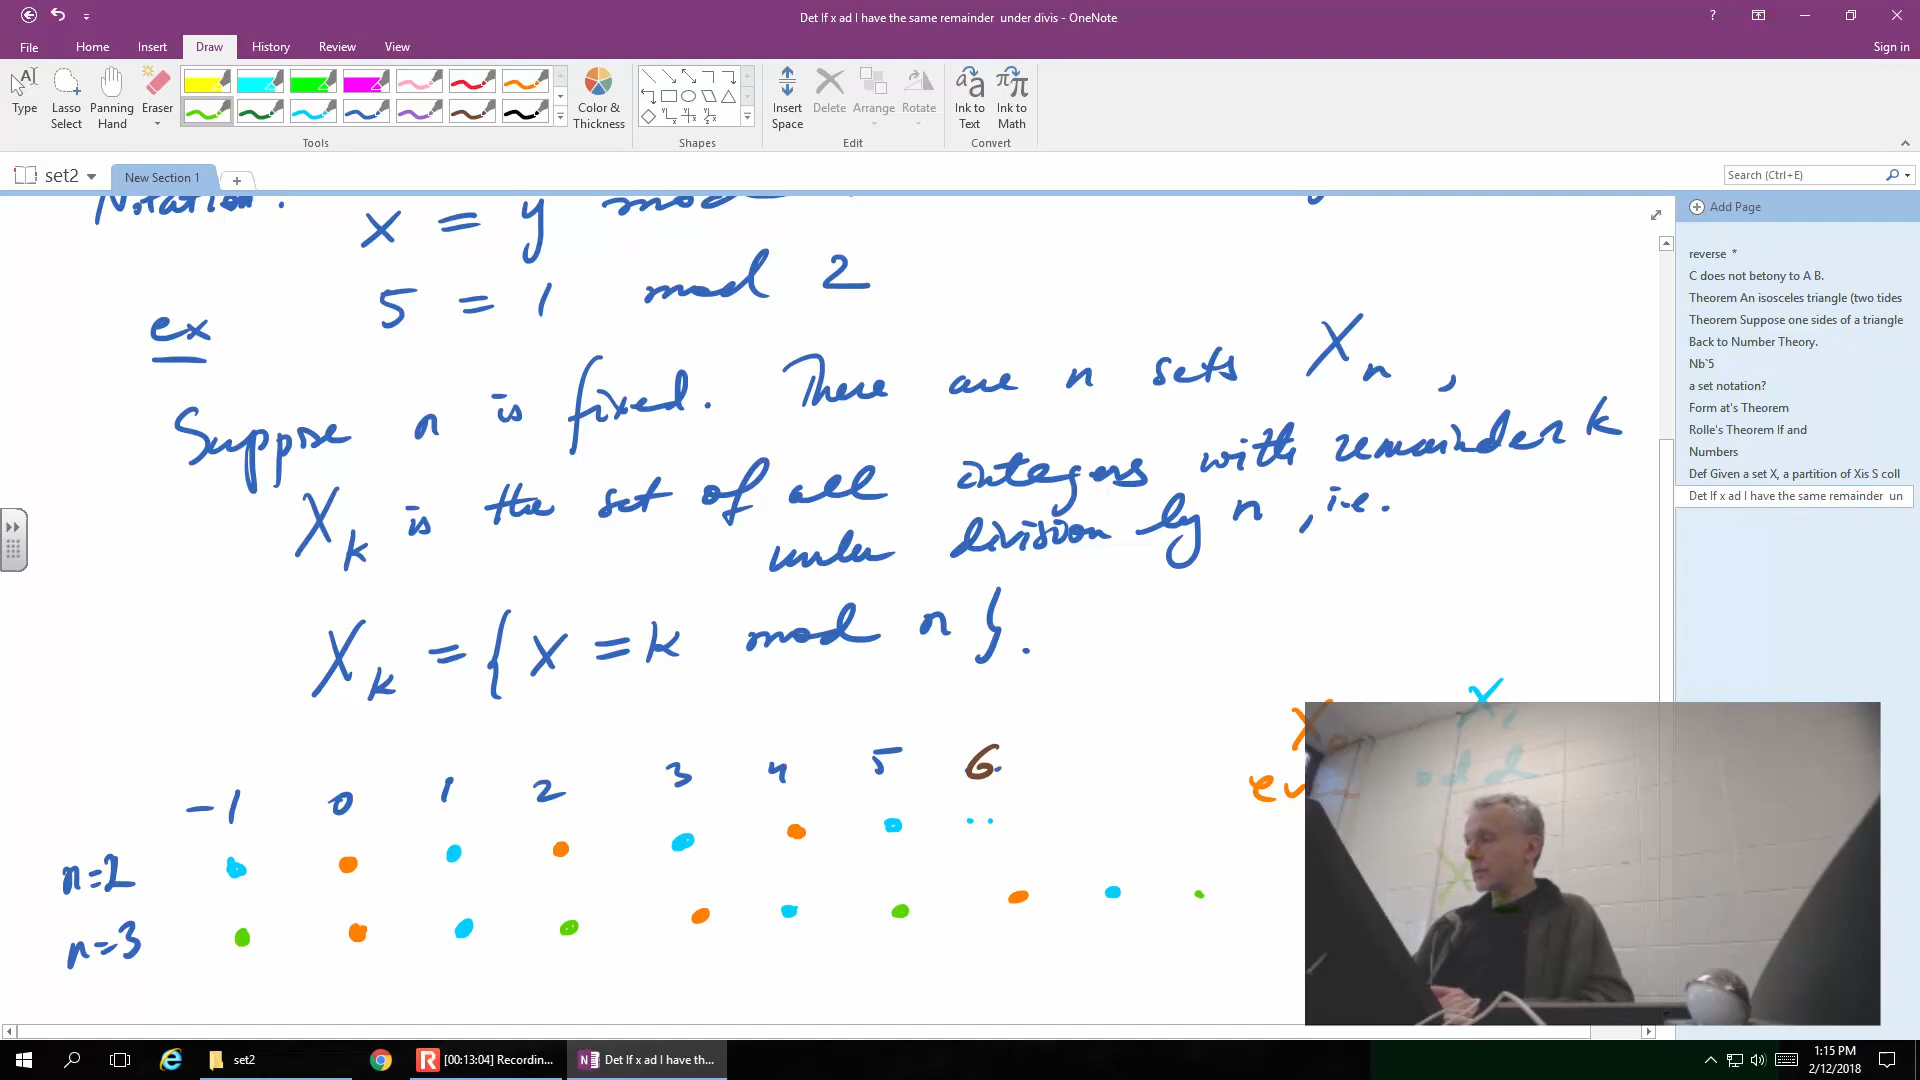 Det If x ad I have the same remainder under divis - OneNote
File Home Insert Draw History Review View
Sign in
Type
Lasso Select
Panning Hand
Eraser
Color & Thickness
Insert Space
Delete
Arrange
Rotate
Ink to Text
Ink to Math
Tools
Shapes
Edit
Convert
set2
New Section 1
Search (Ctrl+E)
Add Page
reverse *
C does not betony to A B.
Theorem An isosceles triangle (two tides
Theorem Suppose one sides of a triangle
Back to Number Theory.
Nb`5
a set notation?
Form at's Theorem
Rolle's Theorem If and
Numbers
Def Given a set X, a partition of Xis S coll
Det If x ad I have the same remainder un
Notation:
x = y mod
ex 5 = 1 mod 2
Suppose n is fixed. There are n sets Xn,
Xk is the set of all integers with remainder k
under division by n, i.e.
Xk = { x = k mod n }.
-1 0 1 2 3 4 5 6
X X1
odd
n=2
n=3
set2
[00:13:04] Recordin...
Det If x ad I have th...
1:15 PM
2/12/2018